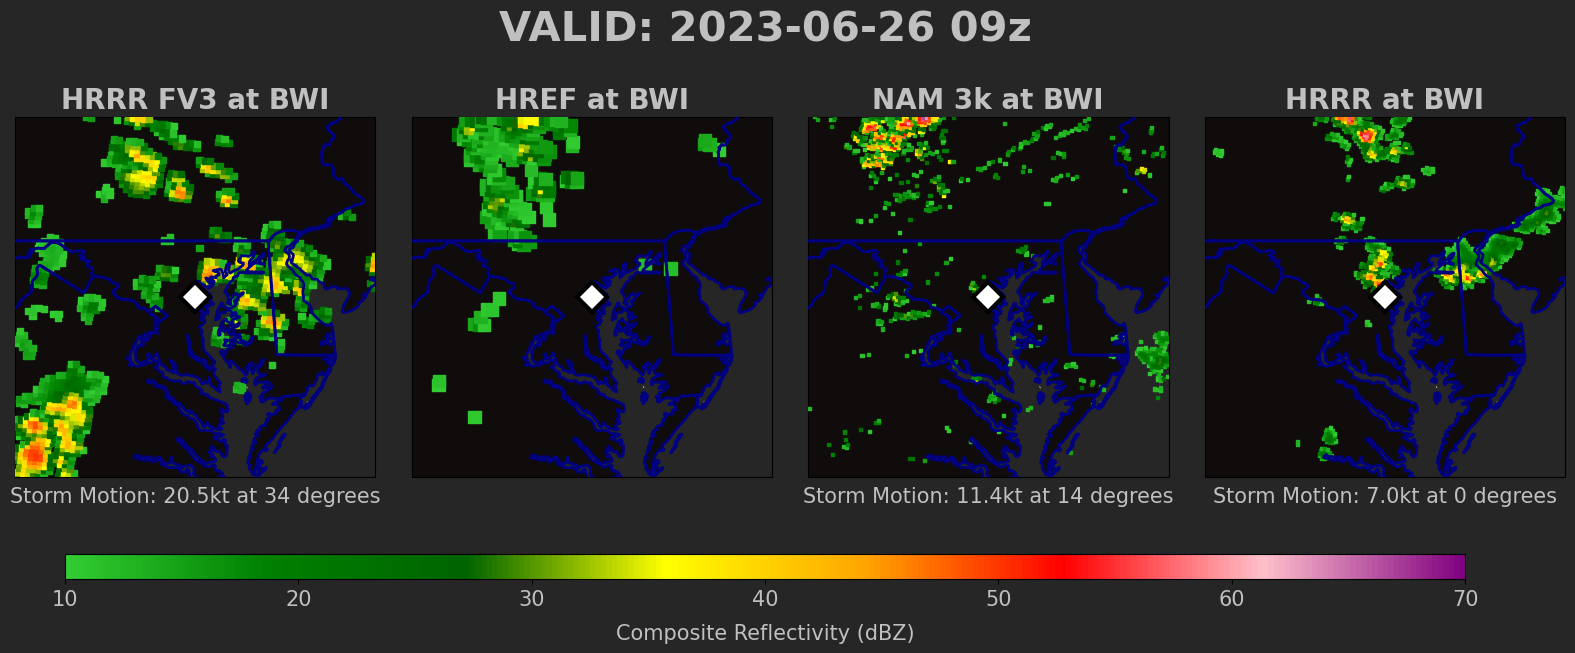 VALID: 2023-06-26 09z
HRRR FV3 at BWI
HREF at BWI
NAM 3k at BWI
HRRR at BWI
Storm Motion: 20.5kt at 34 degrees
Storm Motion: 11.4kt at 14 degrees
Storm Motion: 7.0kt at 0 degrees
10 20 30 40 50 60 70
Composite Reflectivity (dBZ)